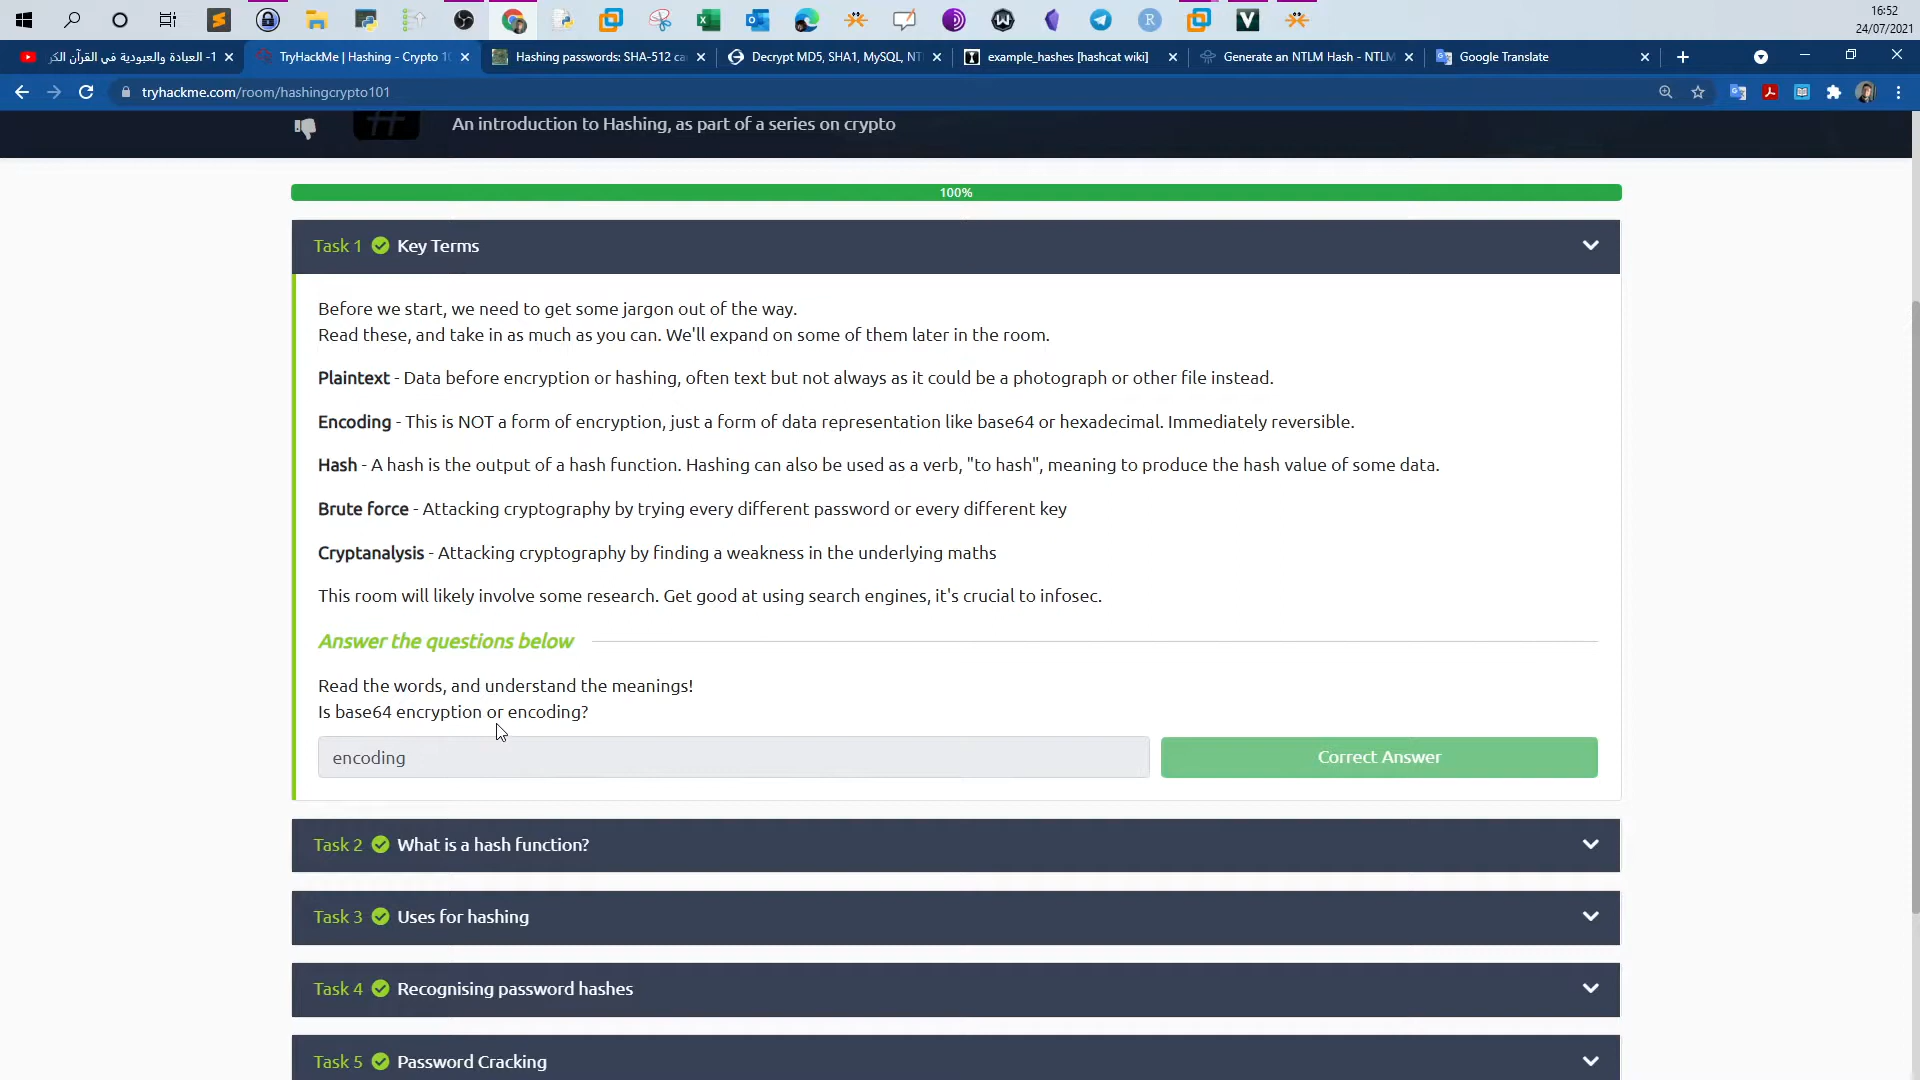 16:52
24/07/2021
1- العبادة والعبودية في القرآن الكر
TryHackMe | Hashing - Crypto 10
Hashing passwords: SHA-512 ca
Decrypt MD5, SHA1, MySQL, NT
example_hashes [hashcat wiki]
Generate an NTLM Hash - NTLM
Google Translate
tryhackme.com/room/hashingcrypto101
An introduction to Hashing, as part of a series on crypto
100%
Task 1 Key Terms
Before we start, we need to get some jargon out of the way.
Read these, and take in as much as you can. We'll expand on some of them later in the room.
Plaintext - Data before encryption or hashing, often text but not always as it could be a photograph or other file instead.
Encoding - This is NOT a form of encryption, just a form of data representation like base64 or hexadecimal. Immediately reversible.
Hash - A hash is the output of a hash function. Hashing can also be used as a verb, "to hash", meaning to produce the hash value of some data.
Brute force - Attacking cryptography by trying every different password or every different key
Cryptanalysis - Attacking cryptography by finding a weakness in the underlying maths
This room will likely involve some research. Get good at using search engines, it's crucial to infosec.
Answer the questions below
Read the words, and understand the meanings!
Is base64 encryption or encoding?
encoding
Correct Answer
Task 2 What is a hash function?
Task 3 Uses for hashing
Task 4 Recognising password hashes
Task 5 Password Cracking